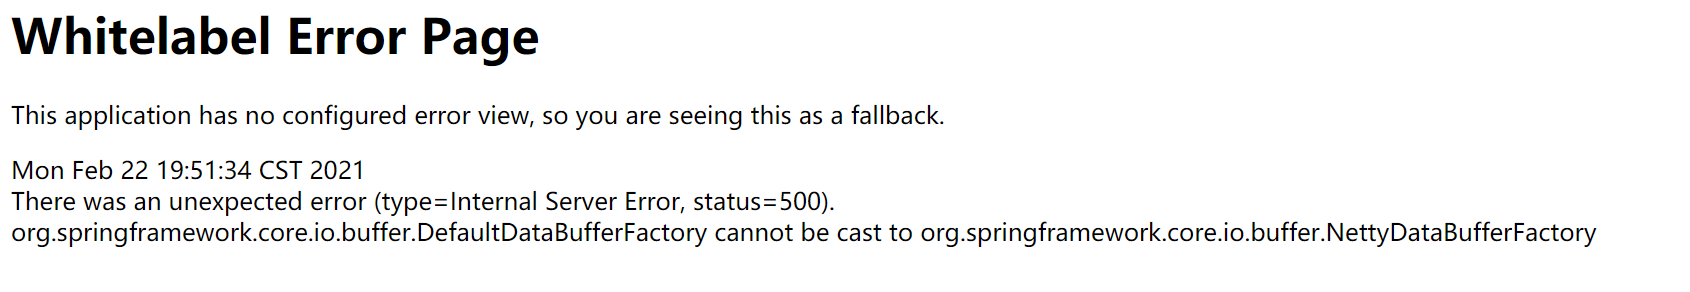 Whitelabel Error Page
This application has no configured error view, so you are seeing this as a fallback.
Mon Feb 22 19:51:34 CST 2021
There was an unexpected error (type=Internal Server Error, status=500).
org.springframework.core.io.buffer.DefaultDataBufferFactory cannot be cast to org.springframework.core.io.buffer.NettyDataBufferFactory